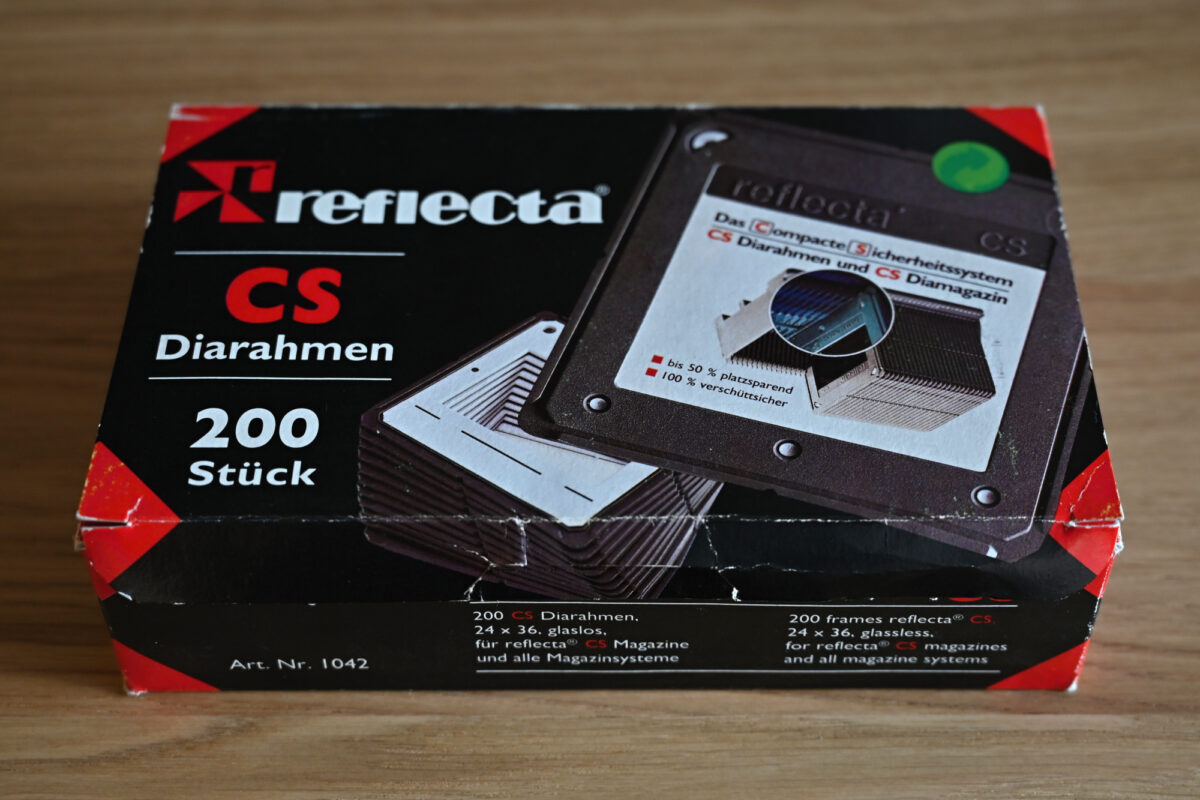 reflecta®
CS
Diarahmen
200
Stück
reflecta®
CS
Das Compacte Sicherheitssystem
CS Diarahmen und CS Diamagazin
bis 50 % platzsparend
100 % verschüttsicher
Art. Nr. 1042
200 CS Diarahmen,
24 x 36, glaslos,
für reflecta® CS Magazine
und alle Magazinsysteme
200 frames reflecta® CS,
24 x 36, glassless,
for reflecta® CS magazines
and all magazine systems